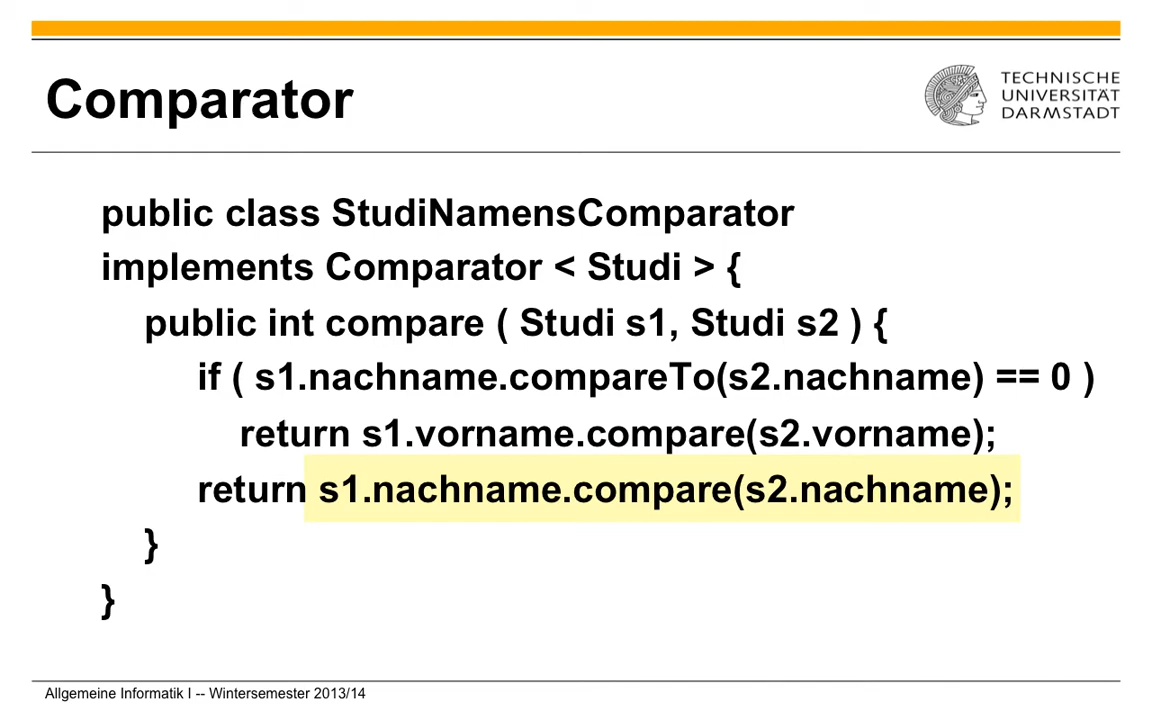 Comparator
TECHNISCHE
UNIVERSITÄT
DARMSTADT
public class StudiNamensComparator
implements Comparator < Studi > {
public int compare ( Studi s1, Studi s2 ) {
if ( s1.nachname.compareTo(s2.nachname) == 0 )
return s1.vorname.compare(s2.vorname);
return s1.nachname.compare(s2.nachname);
}
}
Allgemeine Informatik I -- Wintersemester 2013/14